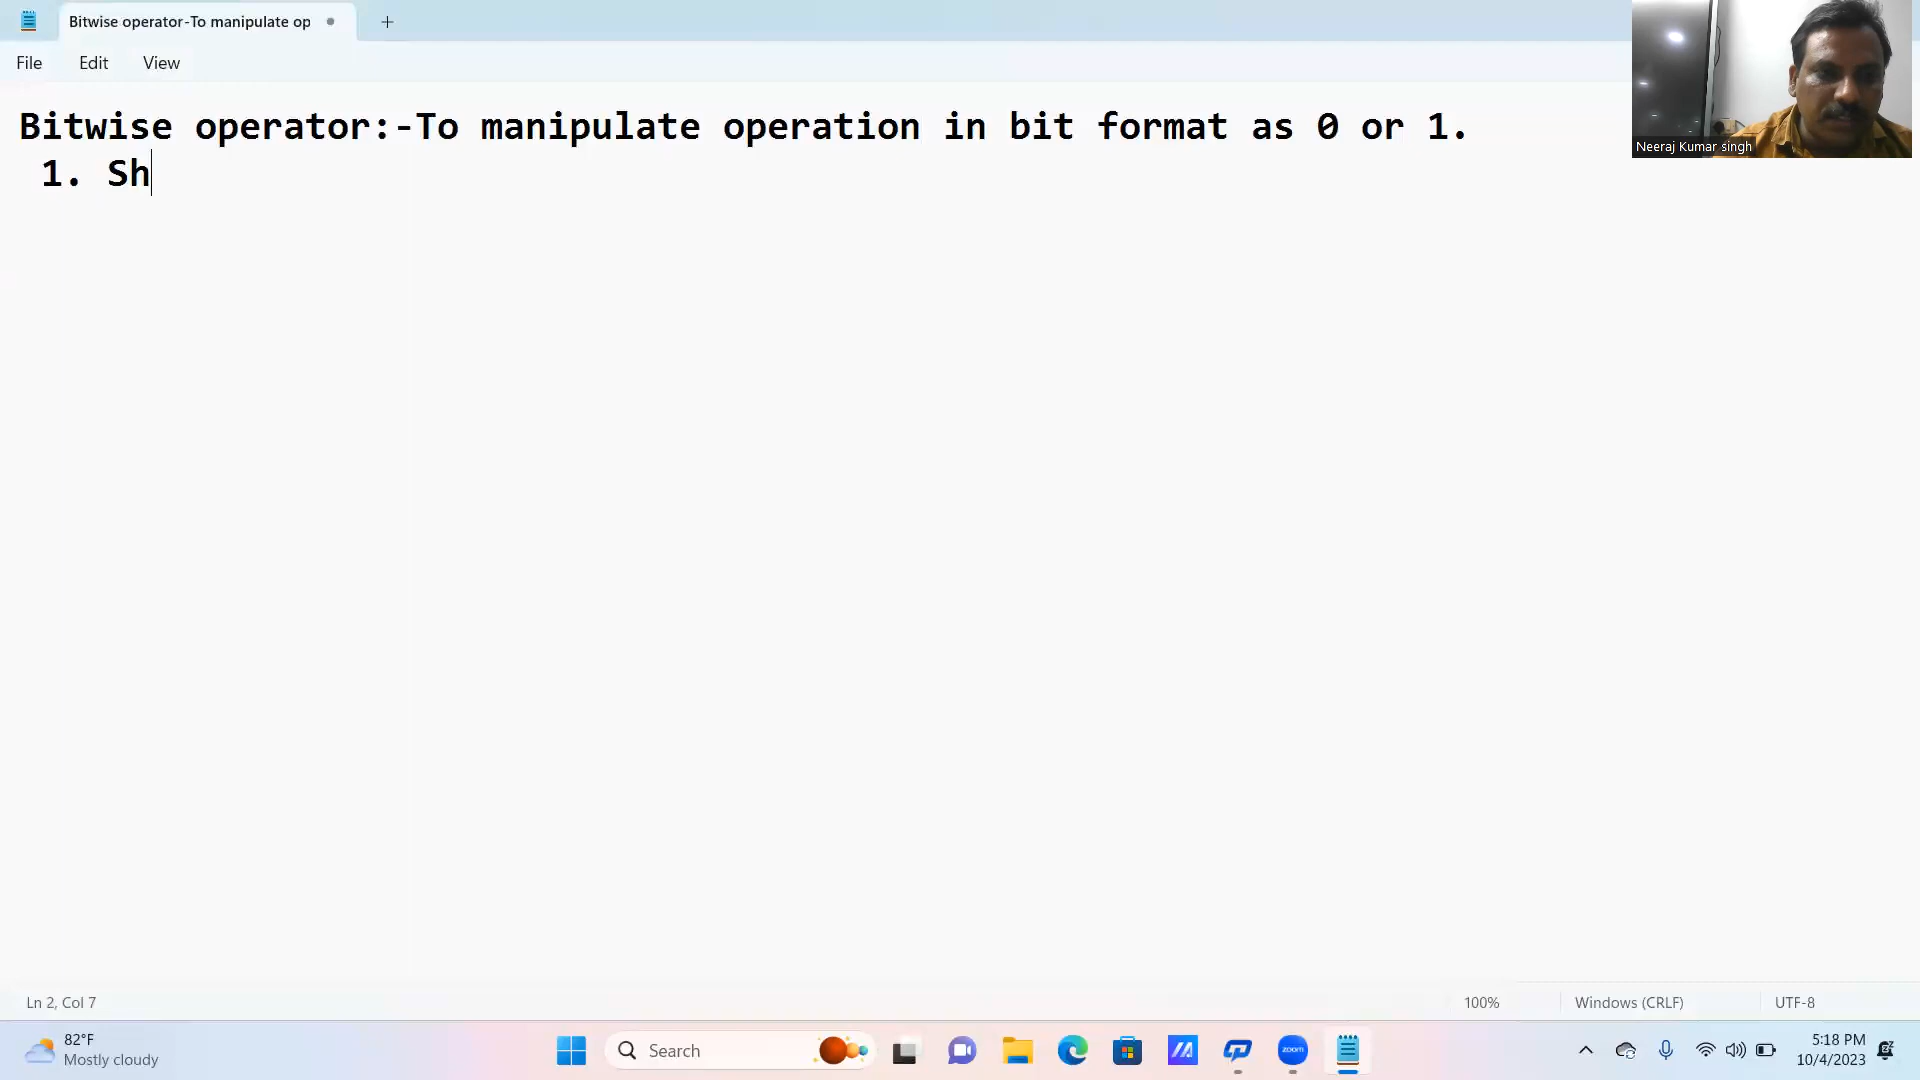 Bitwise operator-To manipulate op
File Edit View
Bitwise operator:-To manipulate operation in bit format as 0 or 1.
1. Sh
Neeraj Kumar singh
Ln 2, Col 7
100%
Windows (CRLF)
UTF-8
82°F
Mostly cloudy
Search
zoom
5:18 PM
10/4/2023